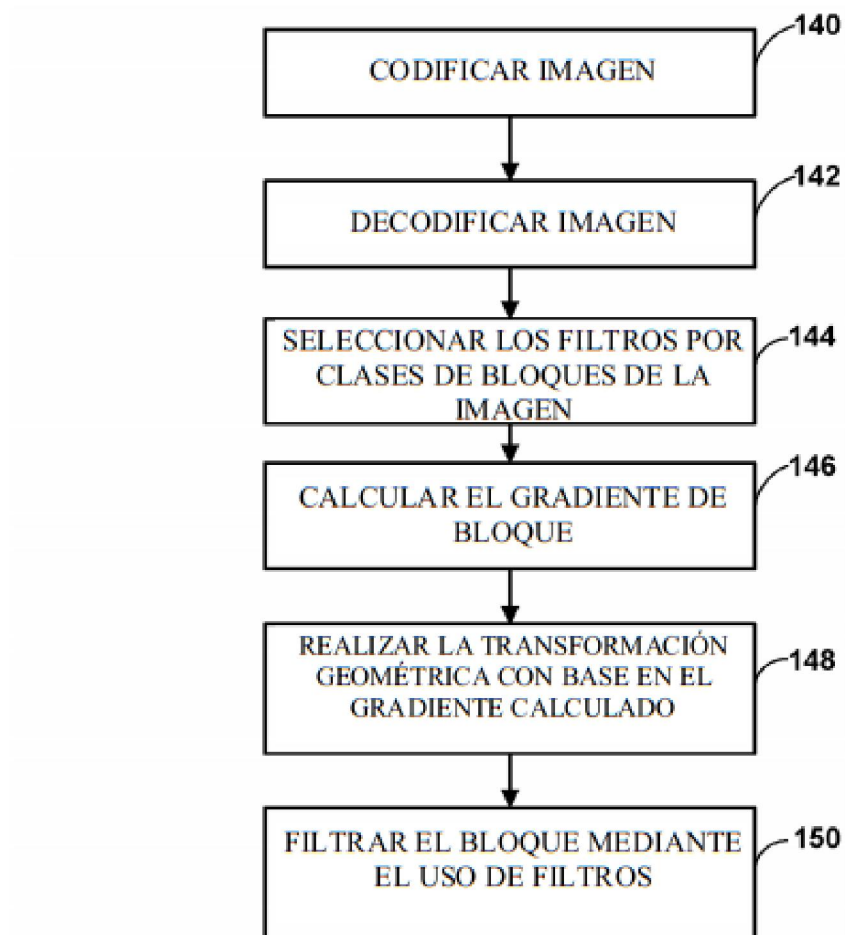 140
CODIFICAR IMAGEN
142
DECODIFICAR IMAGEN
144
SELECCIONAR LOS FILTROS POR
CLASES DE BLOQUES DE LA
IMAGEN
146
CALCULAR EL GRADIENTE DE
BLOQUE
148
REALIZAR LA TRANSFORMACIÓN
GEOMÉTRICA CON BASE EN EL
GRADIENTE CALCULADO
150
FILTRAR EL BLOQUE MEDIANTE
EL USO DE FILTROS